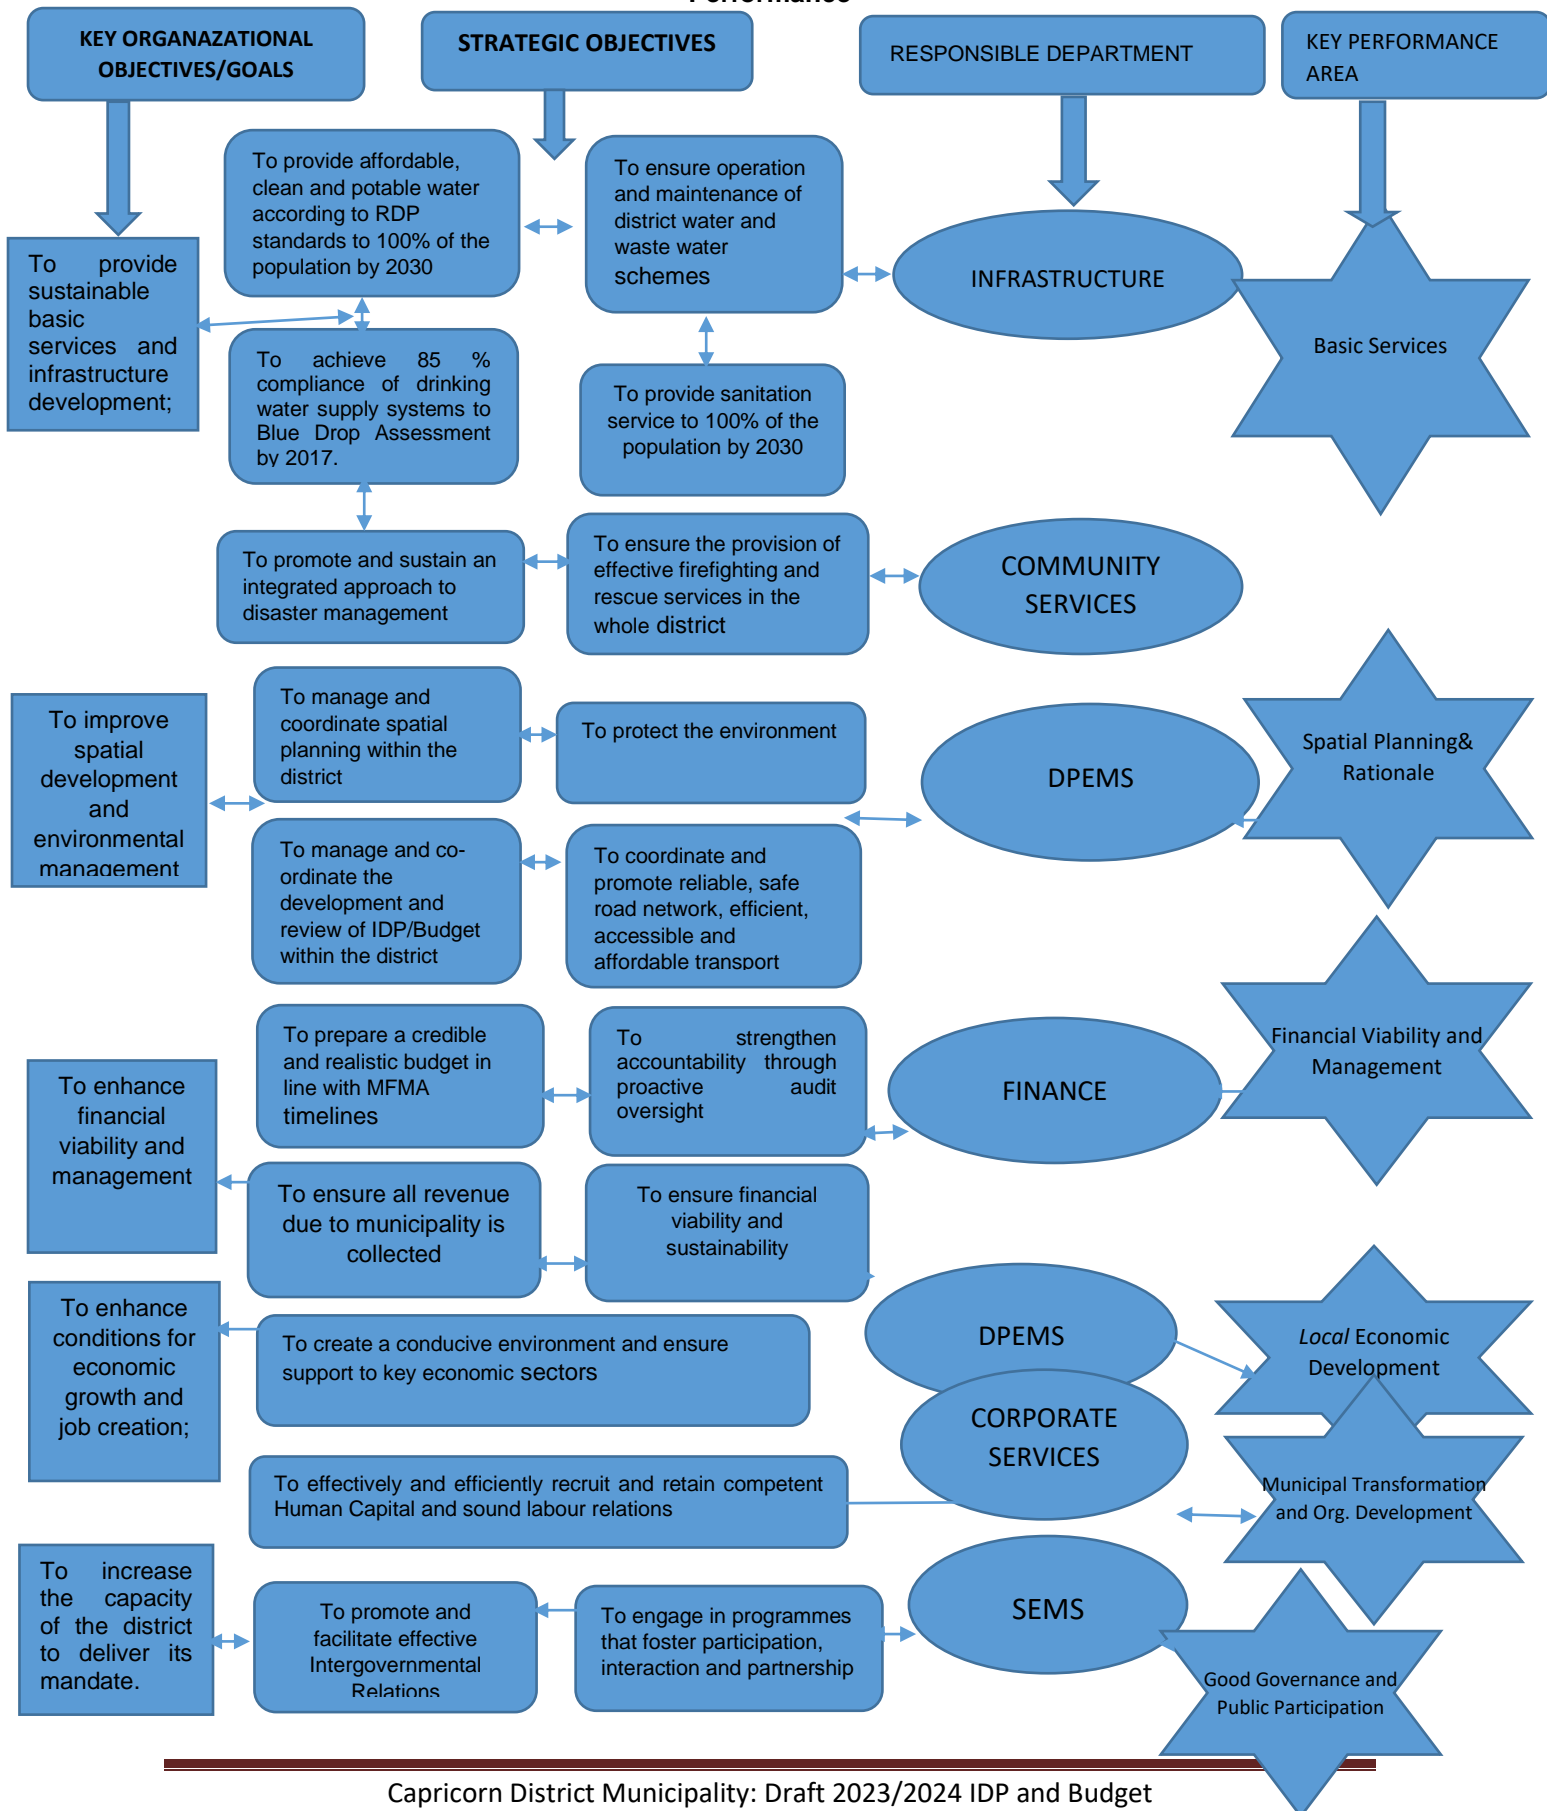 KEY ORGANAZATIONAL
OBJECTIVES/GOALS
STRATEGIC OBJECTIVES
RESPONSIBLE DEPARTMENT
KEY PERFORMANCE
AREA
To provide
sustainable
basic
services and
infrastructure
development;
To provide affordable,
clean and potable water
according to RDP
standards to 100% of the
population by 2030
To ensure operation
and maintenance of
district water and
waste water
schemes
INFRASTRUCTURE
Basic Services
To achieve 85 %
compliance of drinking
water supply systems to
Blue Drop Assessment
by 2017.
To provide sanitation
service to 100% of the
population by 2030
To promote and sustain an
integrated approach to
disaster management
To ensure the provision of
effective firefighting and
rescue services in the
whole district
COMMUNITY
SERVICES
To improve
spatial
development
and
environmental
management
To manage and
coordinate spatial
planning within the
district
To protect the environment
DPEMS
Spatial Planning&
Rationale
To manage and co-
ordinate the
development and
review of IDP/Budget
within the district
To coordinate and
promote reliable, safe
road network, efficient,
accessible and
affordable transport
To enhance
financial
viability and
management
To prepare a credible
and realistic budget in
line with MFMA
timelines
To strengthen
accountability through
proactive audit
oversight
FINANCE
Financial Viability and
Management
To ensure all revenue
due to municipality is
collected
To ensure financial
viability and
sustainability
To enhance
conditions for
economic
growth and
job creation;
To create a conducive environment and ensure
support to key economic sectors
DPEMS
Local Economic
Development
To effectively and efficiently recruit and retain competent
Human Capital and sound labour relations
CORPORATE
SERVICES
Municipal Transformation
and Org. Development
To increase
the capacity
of the district
to deliver its
mandate.
To promote and
facilitate effective
Intergovernmental
Relations
To engage in programmes
that foster participation,
interaction and partnership
SEMS
Good Governance and
Public Participation
Capricorn District Municipality: Draft 2023/2024 IDP and Budget